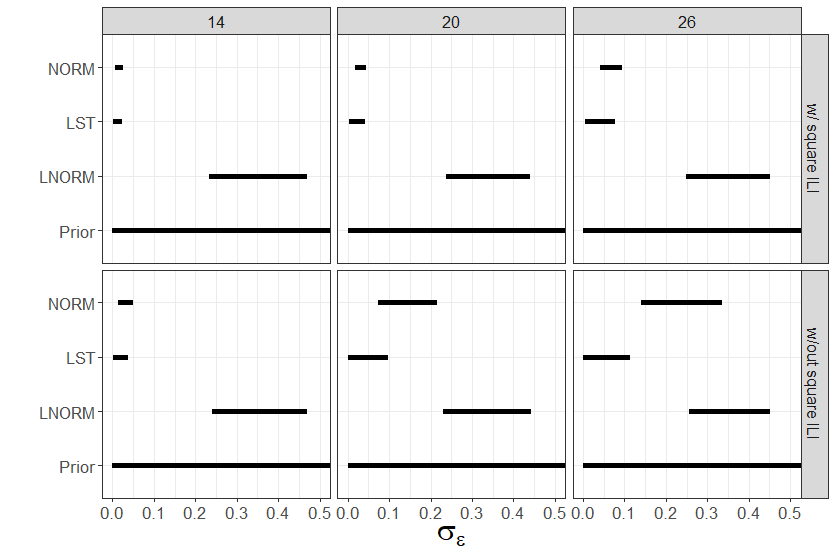 14 20 26
NORM
LST
LNORM
Prior
w/ square ILI
NORM
LST
LNORM
Prior
w/out square ILI
0.0 0.1 0.2 0.3 0.4 0.5 0.0 0.1 0.2 0.3 0.4 0.5 0.0 0.1 0.2 0.3 0.4 0.5
σε